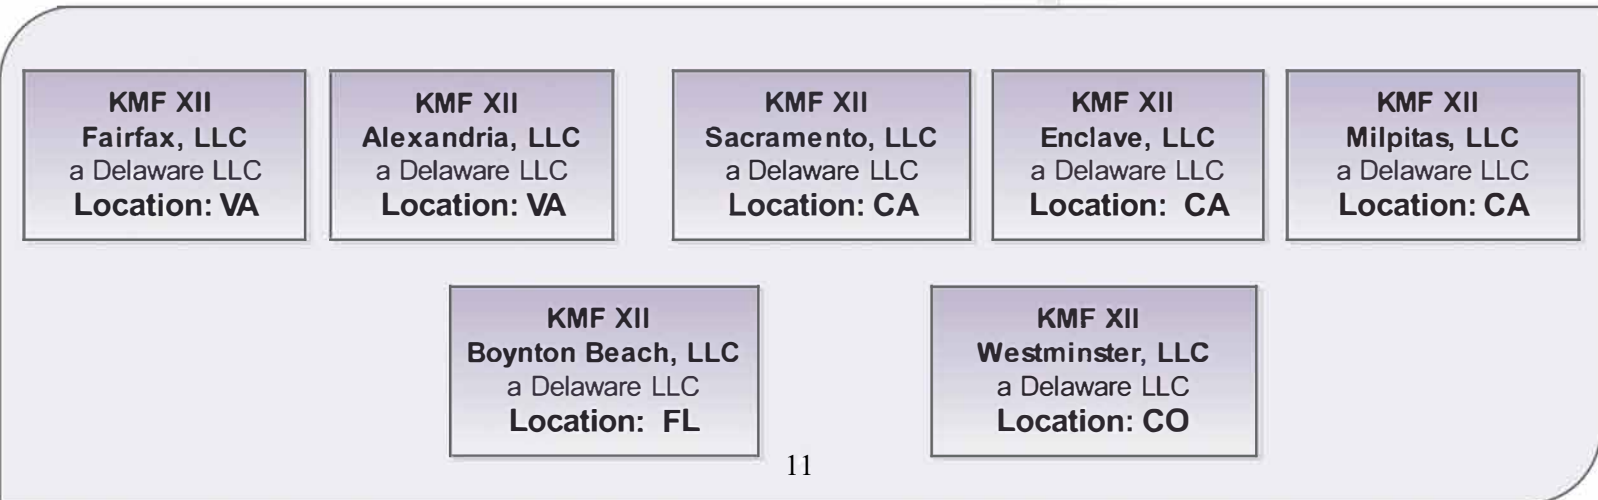 KMF XII
Fairfax, LLC
a Delaware LLC
Location: VA
KMF XII
Alexandria, LLC
a Delaware LLC
Location: VA
KMF XII
Sacramento, LLC
a Delaware LLC
Location: CA
KMF XII
Enclave, LLC
a Delaware LLC
Location: CA
KMF XII
Milpitas, LLC
a Delaware LLC
Location: CA
KMF XII
Boynton Beach, LLC
a Delaware LLC
Location: FL
KMF XII
Westminster, LLC
a Delaware LLC
Location: CO
11